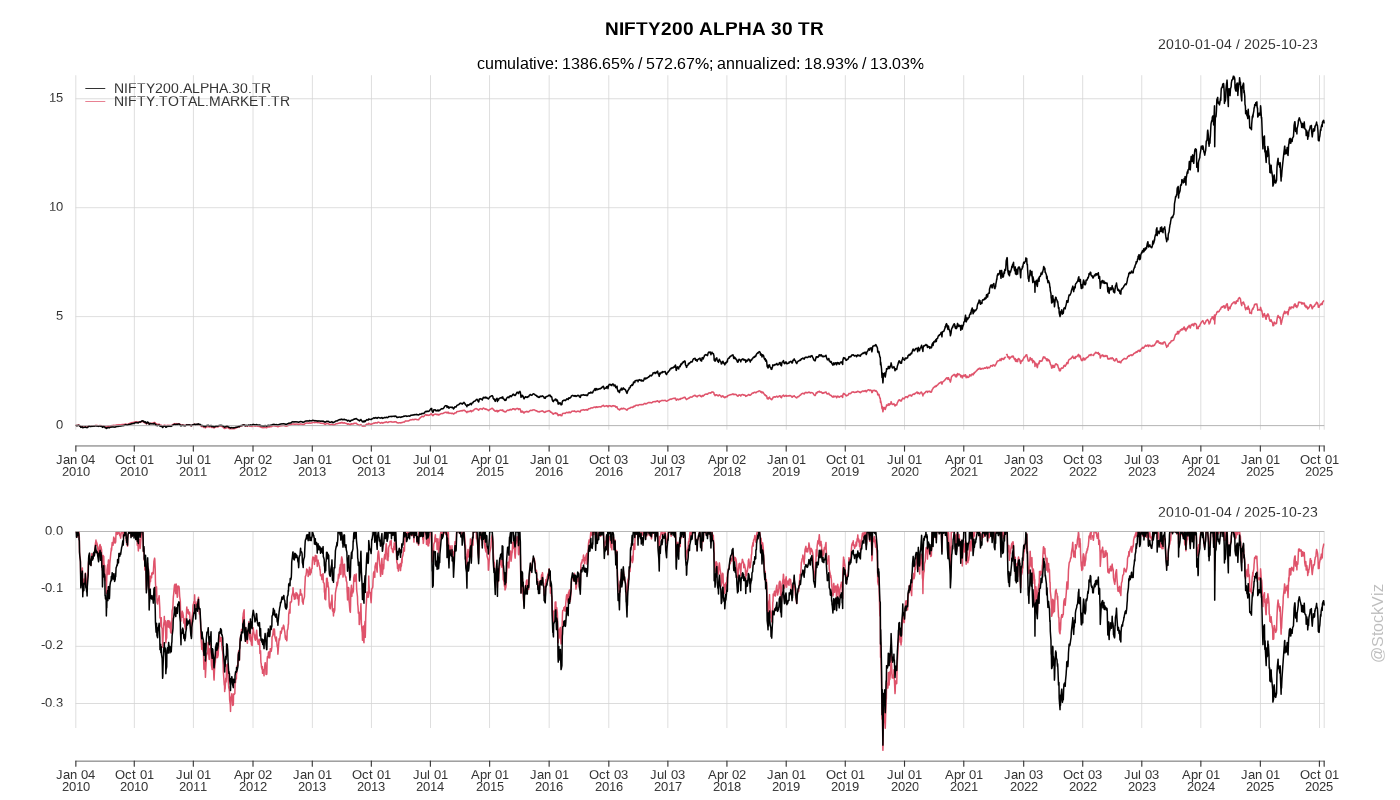 NIFTY200 ALPHA 30 TR
2010-01-04 / 2025-10-23
cumulative: 1386.65% / 572.67%; annualized: 18.93% / 13.03%
NIFTY200.ALPHA.30.TR
NIFTY.TOTAL.MARKET.TR
15
10
5
0
Jan 04 Oct 01 Jul 01 Apr 02 Jan 01 Oct 01 Jul 01 Apr 01 Jan 01 Oct 03 Jul 03 Apr 02 Jan 01 Oct 01 Jul 01 Apr 01 Jan 03 Oct 03 Jul 03 Apr 01 Jan 01 Oct 01
2010 2010 2011 2012 2013 2013 2014 2015 2016 2016 2017 2018 2019 2019 2020 2021 2022 2022 2023 2024 2025 2025
2010-01-04 / 2025-10-23
0.0
-0.1
-0.2
-0.3
Jan 04 Oct 01 Jul 01 Apr 02 Jan 01 Oct 01 Jul 01 Apr 01 Jan 01 Oct 03 Jul 03 Apr 02 Jan 01 Oct 01 Jul 01 Apr 01 Jan 03 Oct 03 Jul 03 Apr 01 Jan 01 Oct 01
2010 2010 2011 2012 2013 2013 2014 2015 2016 2016 2017 2018 2019 2019 2020 2021 2022 2022 2023 2024 2025 2025
@StockViz